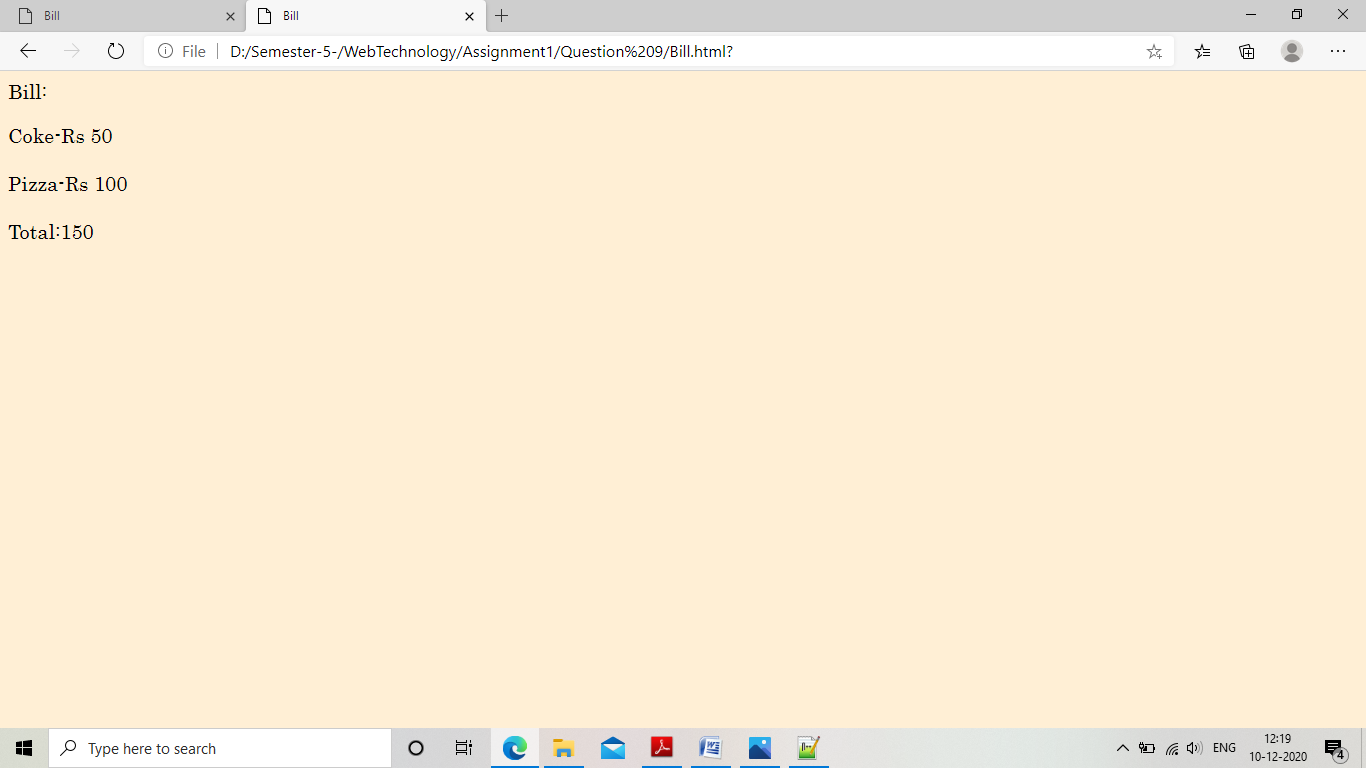 Bill
Bill
File
D:/Semester-5-/WebTechnology/Assignment1/Question%209/Bill.html?
Bill:
Coke-Rs 50
Pizza-Rs 100
Total:150
Type here to search
ENG
12:19
10-12-2020
4